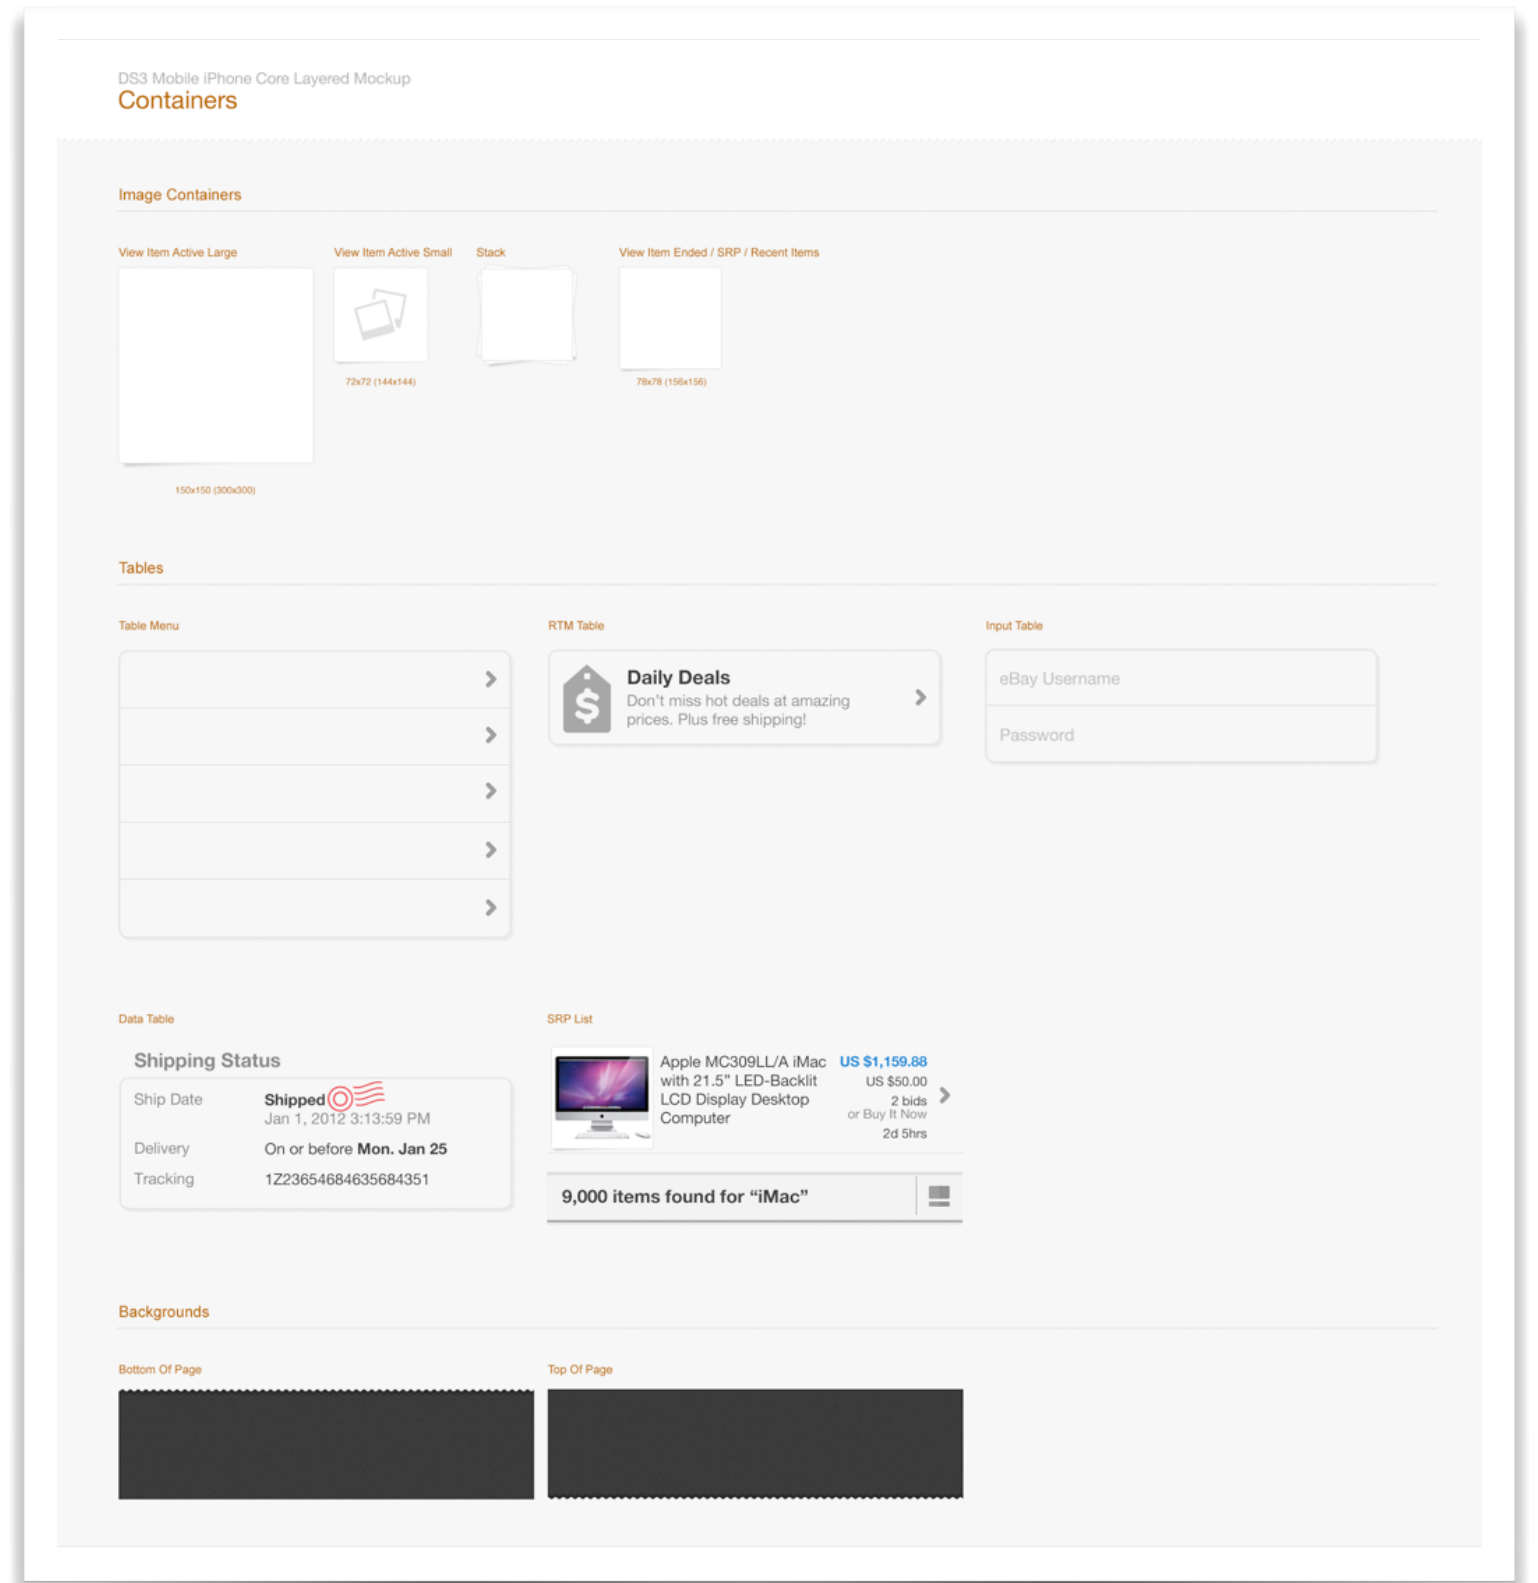 DS3 Mobile iPhone Core Layered Mockup
Containers
Image Containers
View Item Active Large
View Item Active Small
Stack
View Item Ended / SRP / Recent Items
72x72 (144x144)
78x78 (156x156)
150x150 (300x300)
Tables
Table Menu
RTM Table
Input Table
Daily Deals
Don't miss hot deals at amazing
prices. Plus free shipping!
eBay Username
Password
Data Table
Shipping Status
Ship Date
Shipped
Jan 1, 2012 3:13:59 PM
Delivery
On or before Mon. Jan 25
Tracking
1Z23654684635684351
SRP List
Apple MC309LL/A iMac
with 21.5" LED-Backlit
LCD Display Desktop
Computer
US $1,159.88
US $50.00
2 bids
or Buy It Now
2d 5hrs
9,000 items found for “iMac”
Backgrounds
Bottom Of Page
Top Of Page